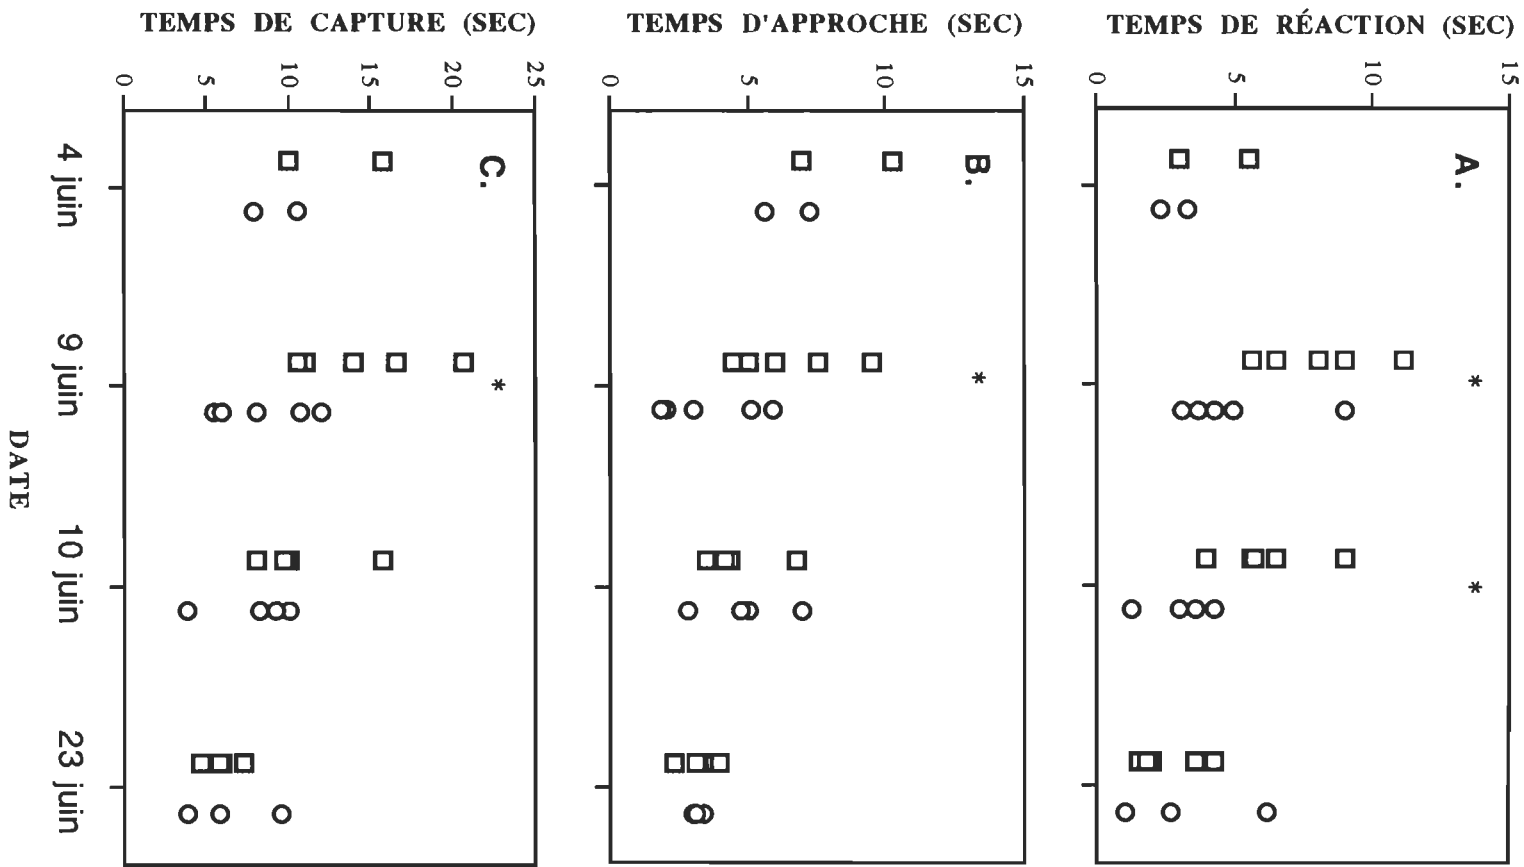 TEMPS DE RÉACTION (SEC)
0 5 10 15
A.
*
*
TEMPS D'APPROCHE (SEC)
0 5 10 15
B.
*
TEMPS DE CAPTURE (SEC)
0 5 10 15 20 25
C.
*
4 juin
9 juin
10 juin
23 juin
DATE